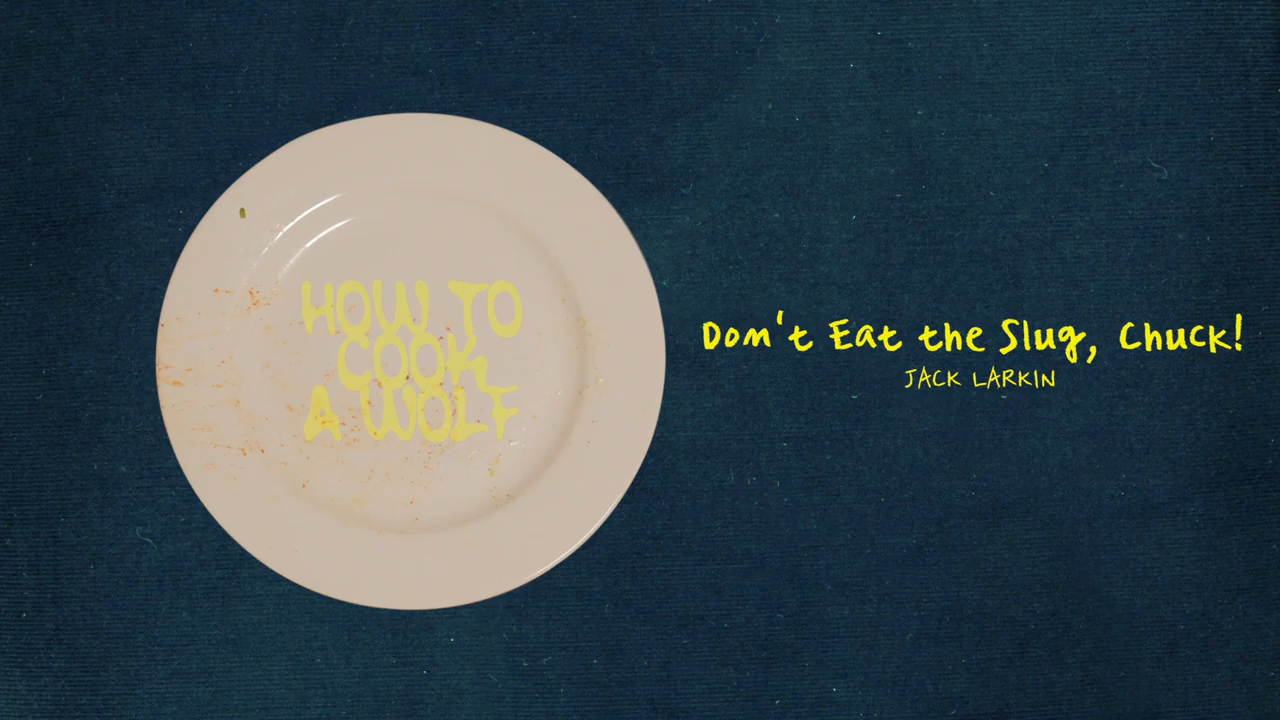 HOW TO
COOK
A WOLF
Don't Eat the Slug, Chuck!
JACK LARKIN